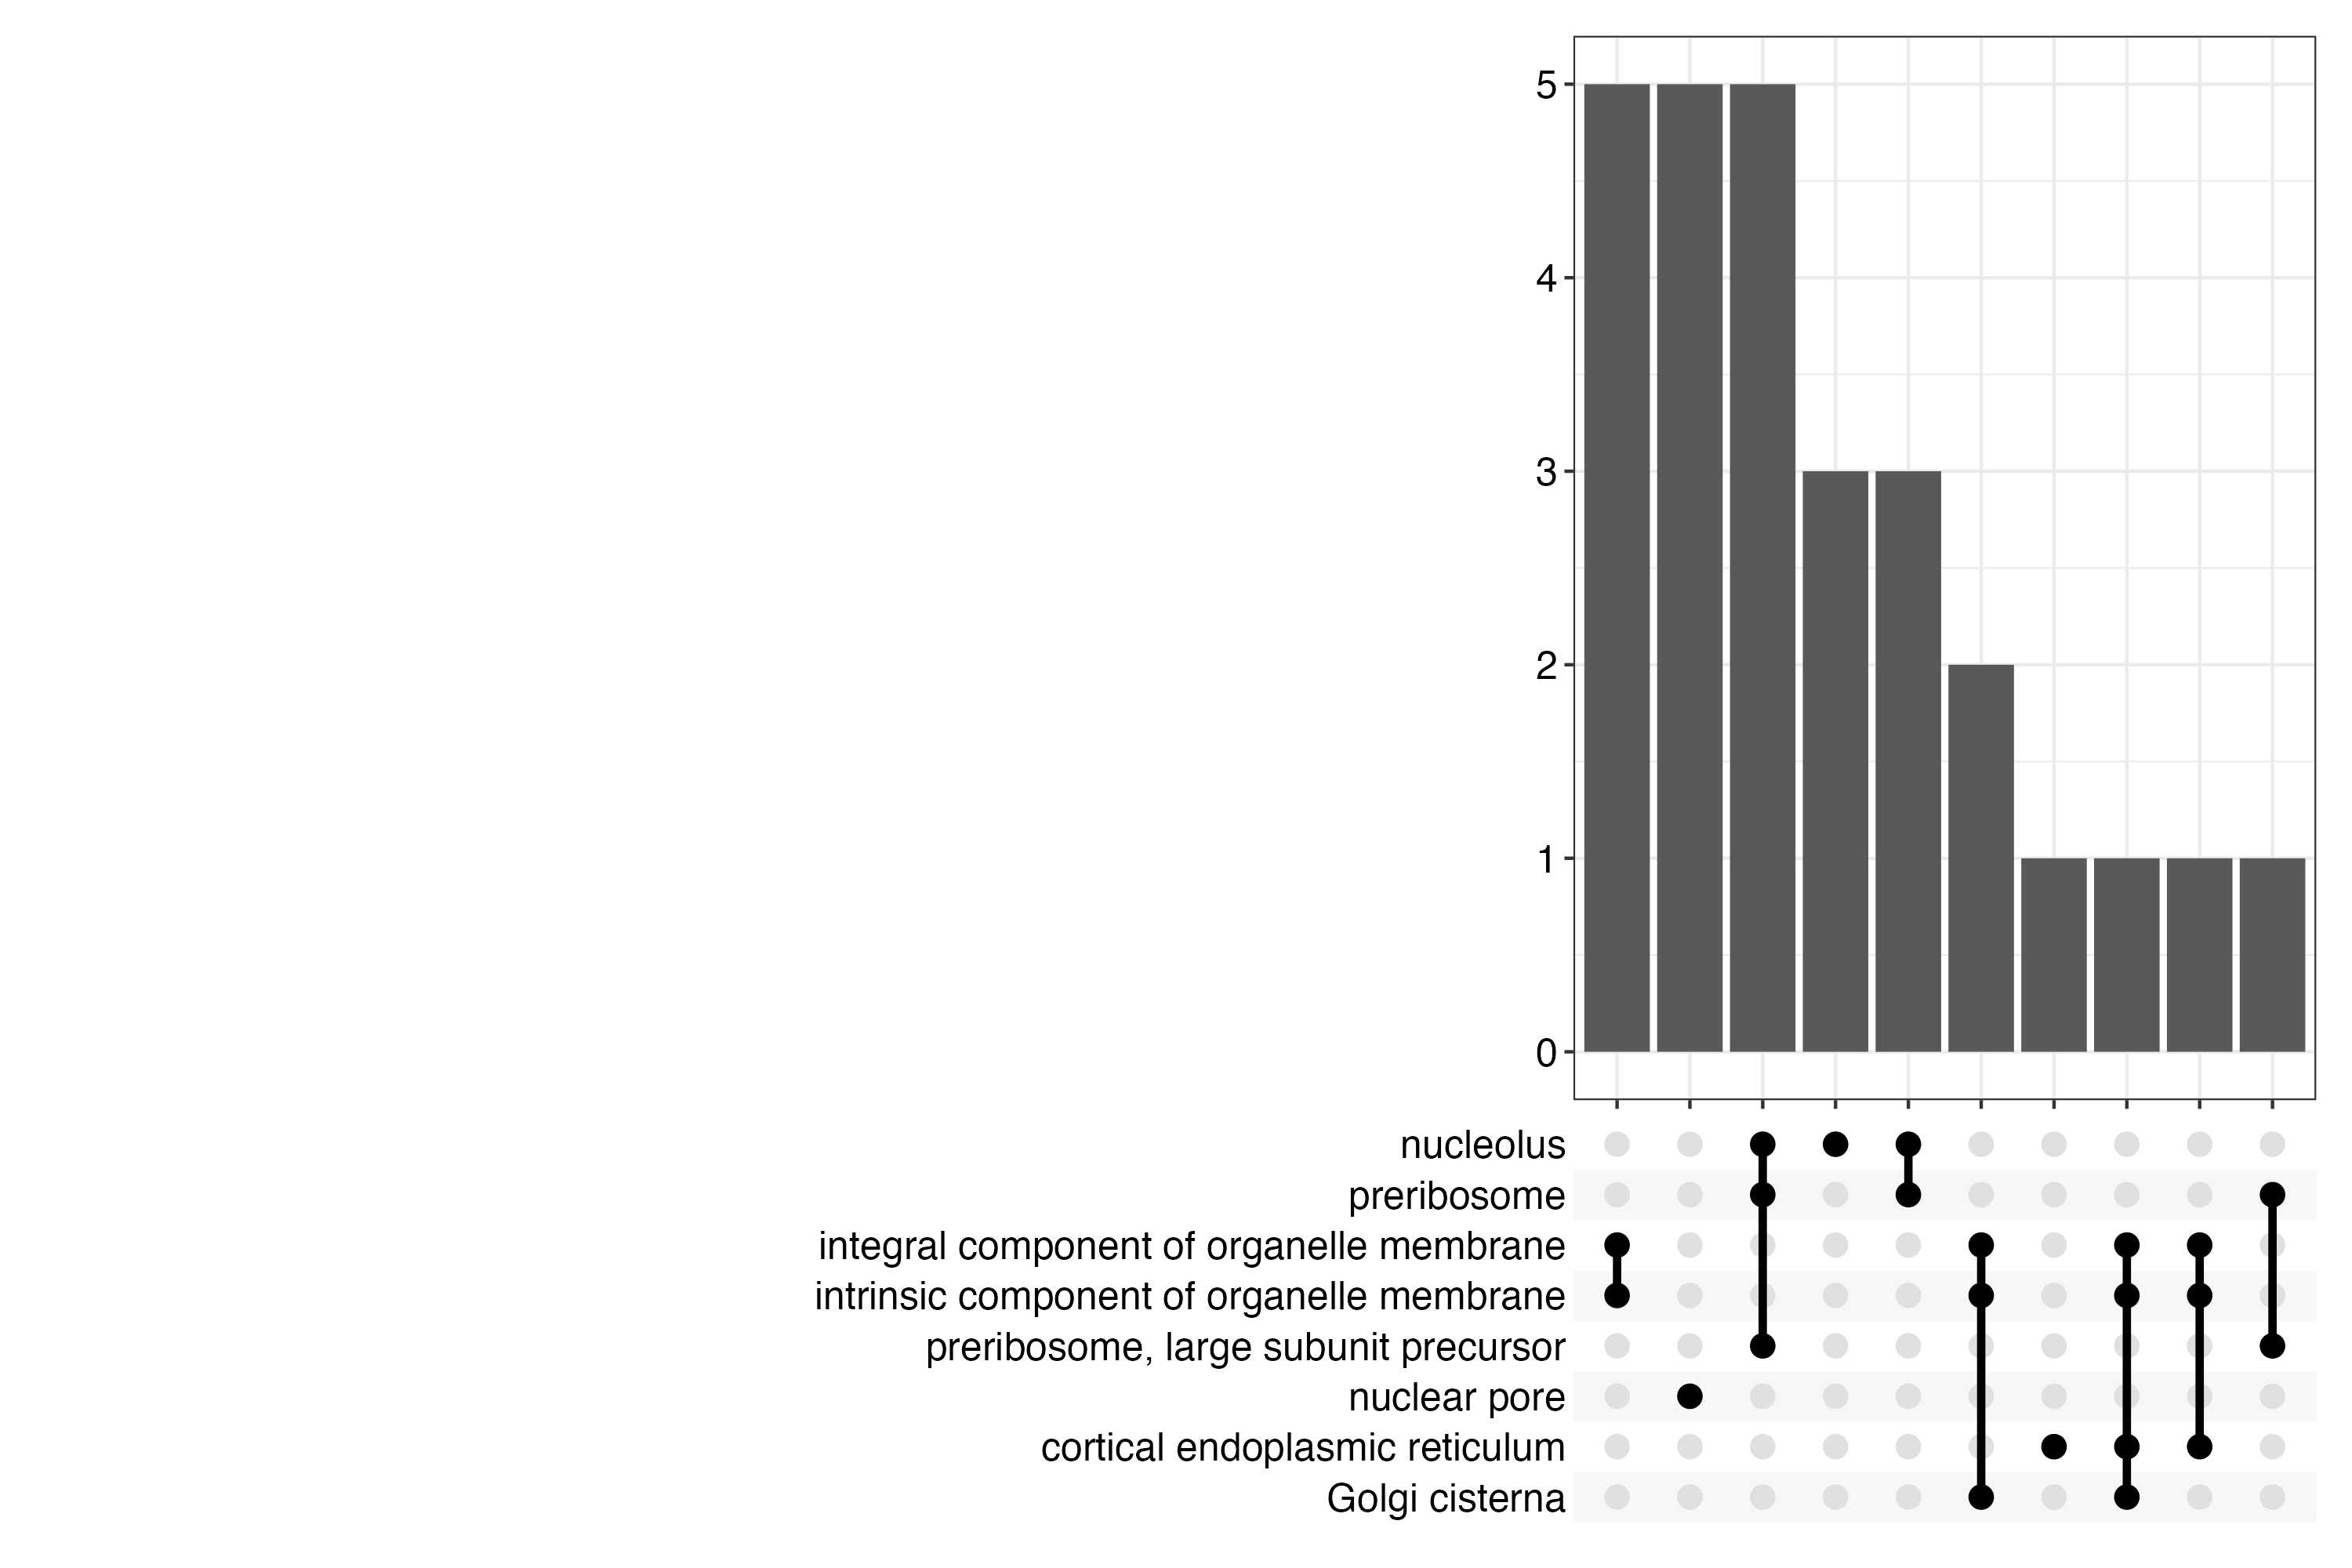 5
4
3
2
1
0
nucleolus
preribosome
integral component of organelle membrane
intrinsic component of organelle membrane
preribosome, large subunit precursor
nuclear pore
cortical endoplasmic reticulum
Golgi cisterna